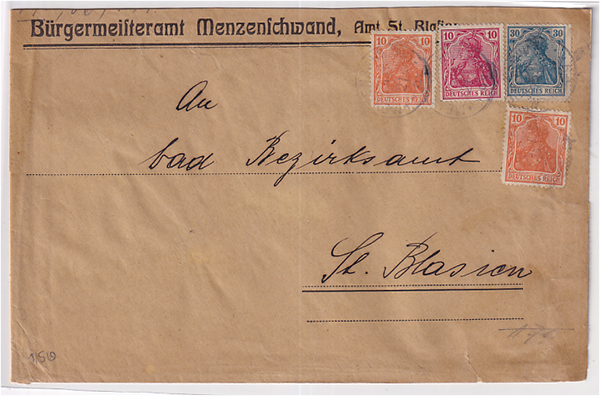 Bürgermeisteramt Menzenschwand, Amt St. Blasien
10 10
DEUTSCHES REICH
10 10
DEUTSCHES REICH
30 30
DEUTSCHES REICH
10 10
DEUTSCHES REICH
An
bad Bezirksamt
St. Blasien